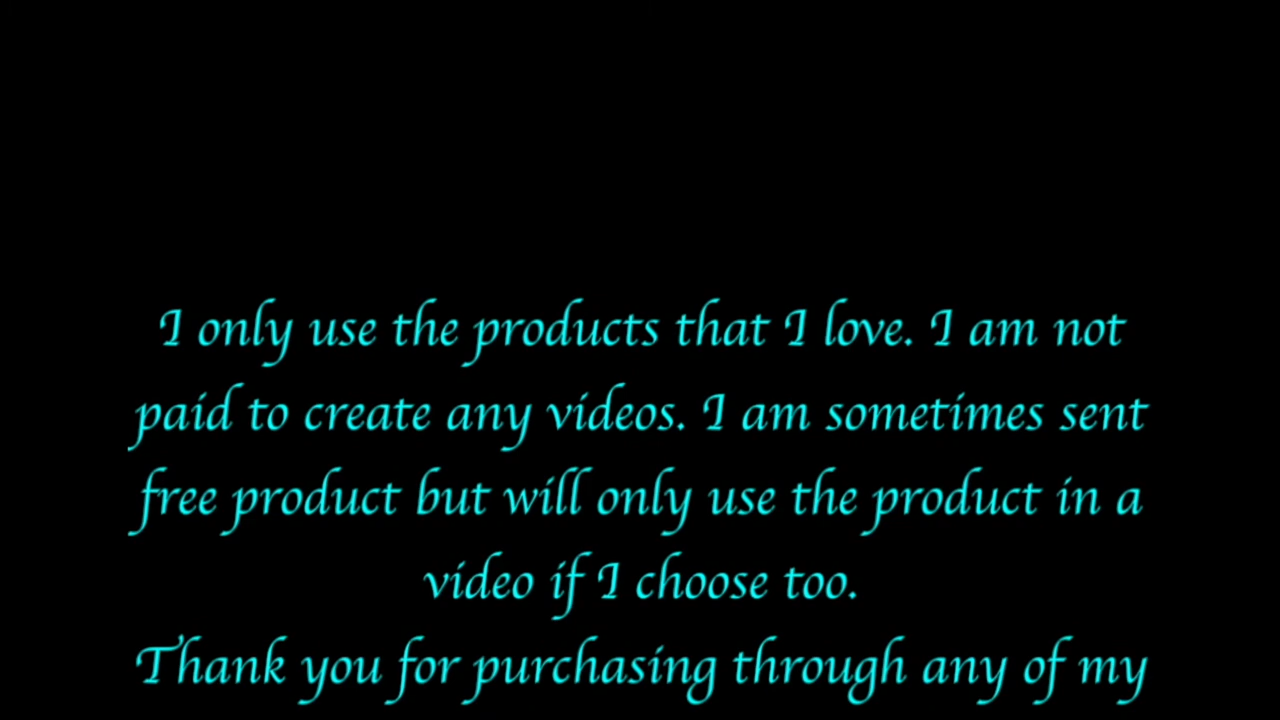 I only use the products that I love. I am not
paid to create any videos. I am sometimes sent
free product but will only use the product in a
video if I choose too.
Thank you for purchasing through any of my